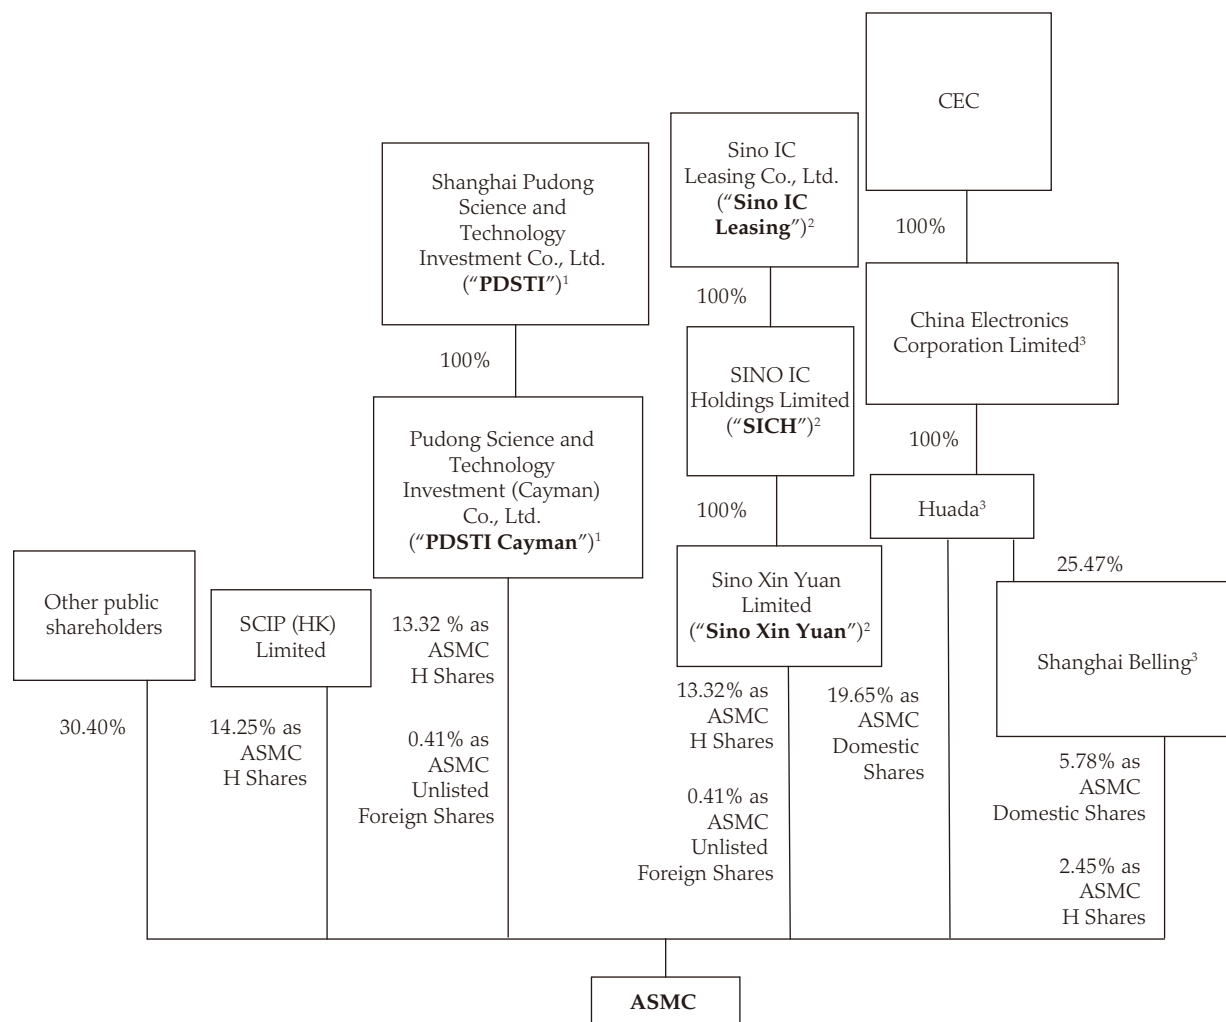 CEC
Sino IC
Leasing Co., Ltd.
(“Sino IC
Leasing”)2
Shanghai Pudong
Science and
Technology
Investment Co., Ltd.
(“PDSTI”)1
100%
100%
China Electronics
Corporation Limited3
100%
SINO IC
Holdings Limited
(“SICH”)2
Pudong Science and
Technology
Investment (Cayman)
Co., Ltd.
(“PDSTI Cayman”)1
100%
Huada3
100%
25.47%
Other public
shareholders
SCIP (HK)
Limited
Sino Xin Yuan
Limited
(“Sino Xin Yuan”)2
Shanghai Belling3
30.40%
14.25% as
ASMC
H Shares
13.32 % as
ASMC
H Shares
0.41% as
ASMC
Unlisted
Foreign Shares
13.32% as
ASMC
H Shares
0.41% as
ASMC
Unlisted
Foreign Shares
19.65% as
ASMC
Domestic
Shares
5.78% as
ASMC
Domestic Shares
2.45% as
ASMC
H Shares
ASMC